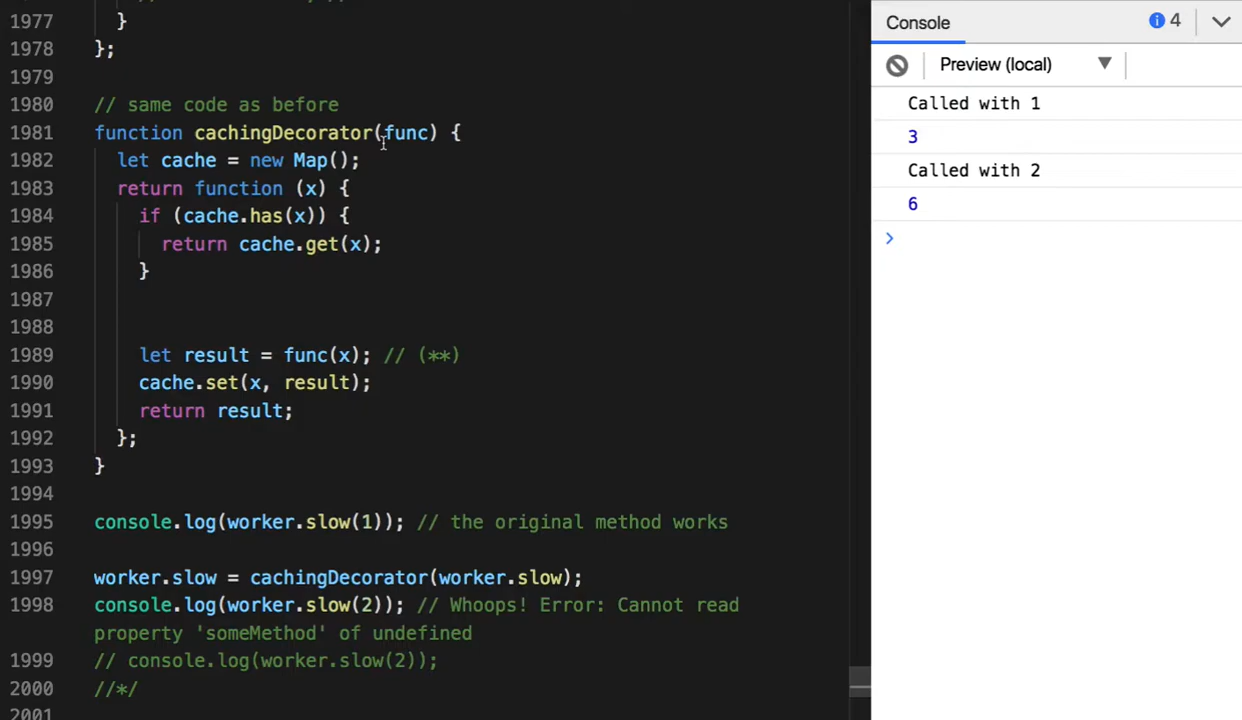 1977 }
1978 };
1979
1980 // same code as before
1981 function cachingDecorator(func) {
1982 let cache = new Map();
1983 return function (x) {
1984 if (cache.has(x)) {
1985 return cache.get(x);
1986 }
1987
1988
1989 let result = func(x); // (**)
1990 cache.set(x, result);
1991 return result;
1992 };
1993 }
1994
1995 console.log(worker.slow(1)); // the original method works
1996
1997 worker.slow = cachingDecorator(worker.slow);
1998 console.log(worker.slow(2)); // Whoops! Error: Cannot read
property 'someMethod' of undefined
1999 // console.log(worker.slow(2));
2000 //*/
2001
Console
4
Preview (local)
Called with 1
3
Called with 2
6